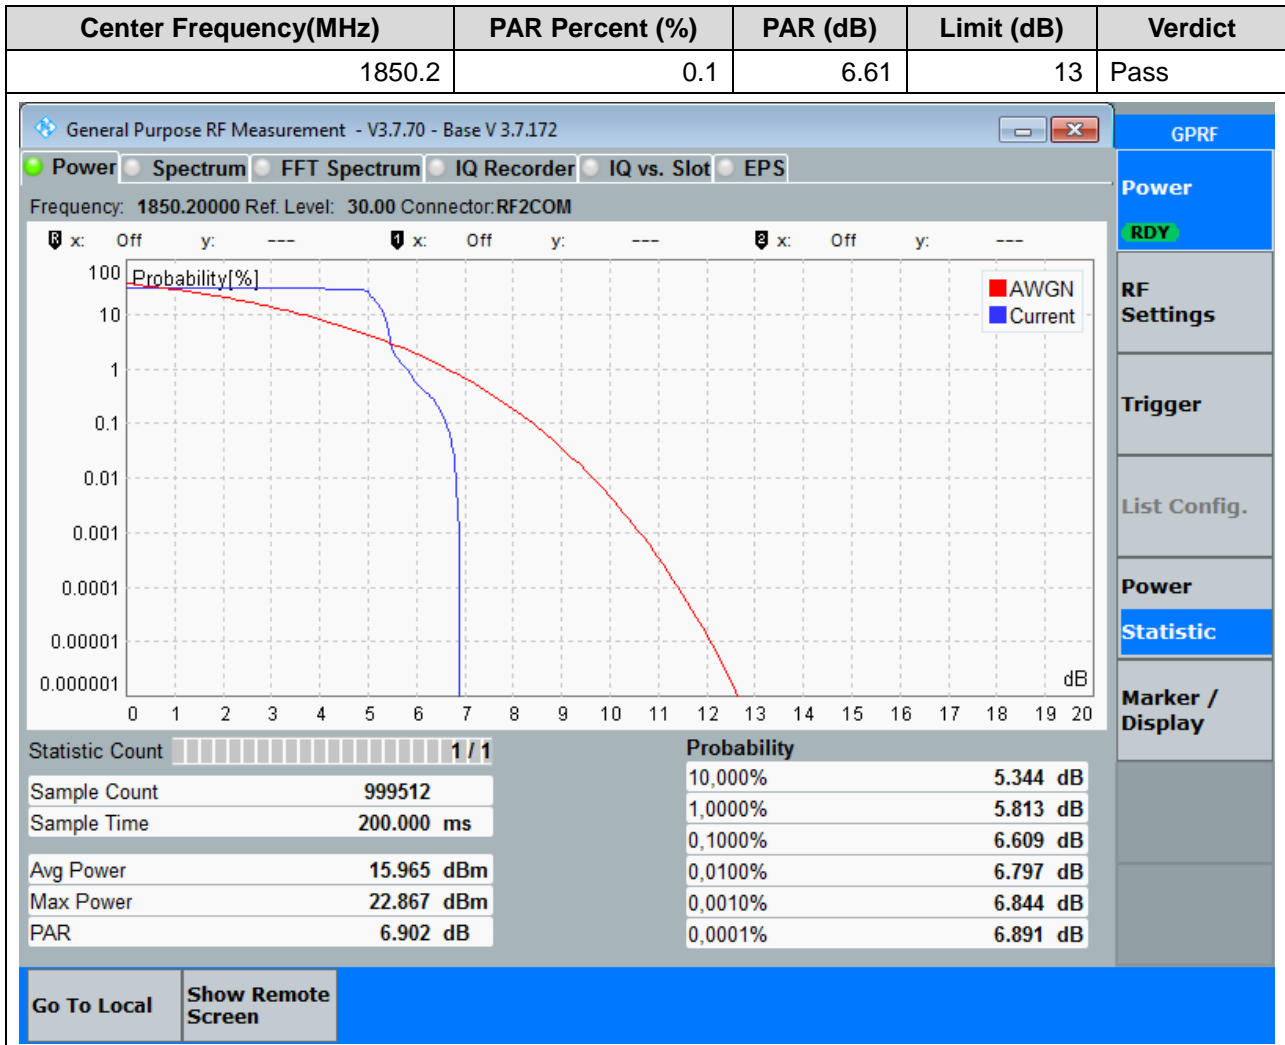 Center Frequency(MHz) PAR Percent (%) PAR (dB) Limit (dB) Verdict
1850.2 0.1 6.61 13 Pass
General Purpose RF Measurement - V3.7.70 - Base V 3.7.172
GPRF
Power Spectrum FFT Spectrum IQ Recorder IQ vs. Slot EPS
Power
RDY
Frequency: 1850.20000 Ref. Level: 30.00 Connector:RF2COM
R x: Off y: --- 1 x: Off y: --- 2 x: Off y: ---
Probability[%]
AWGN
Current
100
10
1
0.1
0.01
0.001
0.0001
0.00001
0.000001
dB
0 1 2 3 4 5 6 7 8 9 10 11 12 13 14 15 16 17 18 19 20
RF
Settings
Trigger
List Config.
Power
Statistic
Marker /
Display
Statistic Count 1 / 1
Sample Count 999512
Sample Time 200.000 ms
Avg Power 15.965 dBm
Max Power 22.867 dBm
PAR 6.902 dB
Probability
10,000% 5.344 dB
1,0000% 5.813 dB
0,1000% 6.609 dB
0,0100% 6.797 dB
0,0010% 6.844 dB
0,0001% 6.891 dB
Go To Local
Show Remote
Screen